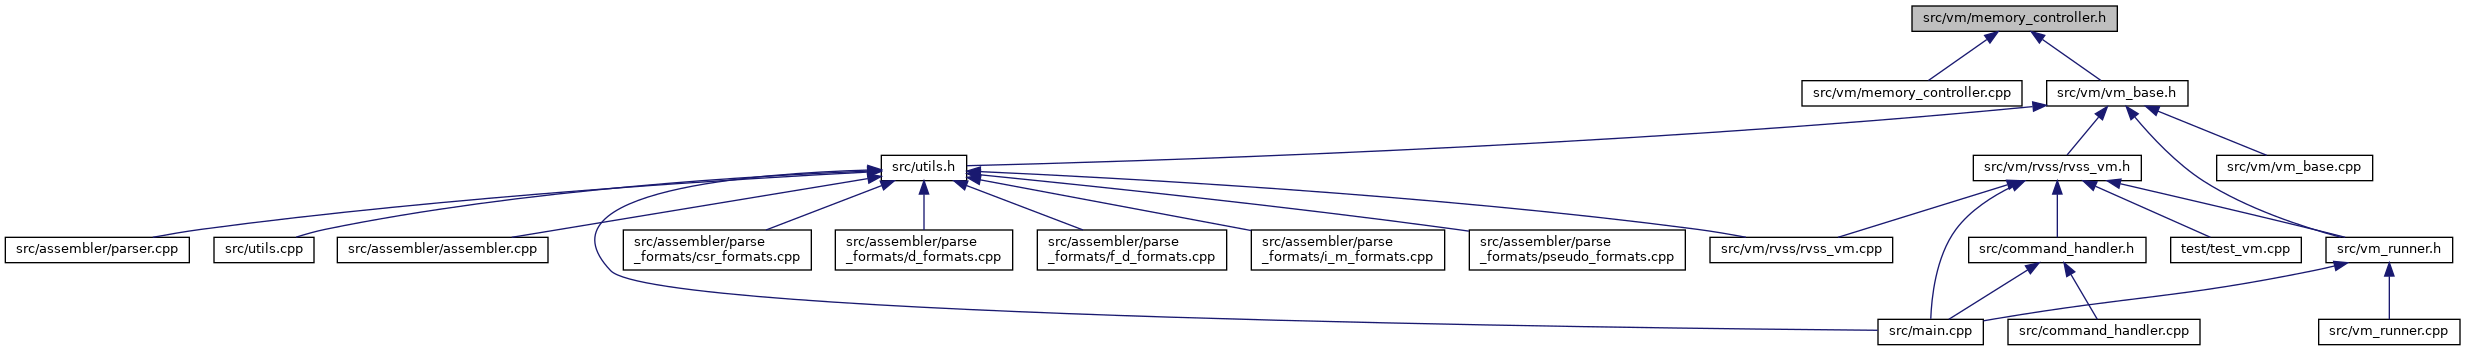 src/vm/memory_controller.h
src/vm/memory_controller.cpp
src/vm/vm_base.h
src/utils.h
src/vm/rvss/rvss_vm.h
src/vm/vm_base.cpp
src/assembler/parser.cpp
src/utils.cpp
src/assembler/assembler.cpp
src/assembler/parse
_formats/csr_formats.cpp
src/assembler/parse
_formats/d_formats.cpp
src/assembler/parse
_formats/f_d_formats.cpp
src/assembler/parse
_formats/i_m_formats.cpp
src/assembler/parse
_formats/pseudo_formats.cpp
src/vm/rvss/rvss_vm.cpp
src/command_handler.h
test/test_vm.cpp
src/vm_runner.h
src/main.cpp
src/command_handler.cpp
src/vm_runner.cpp